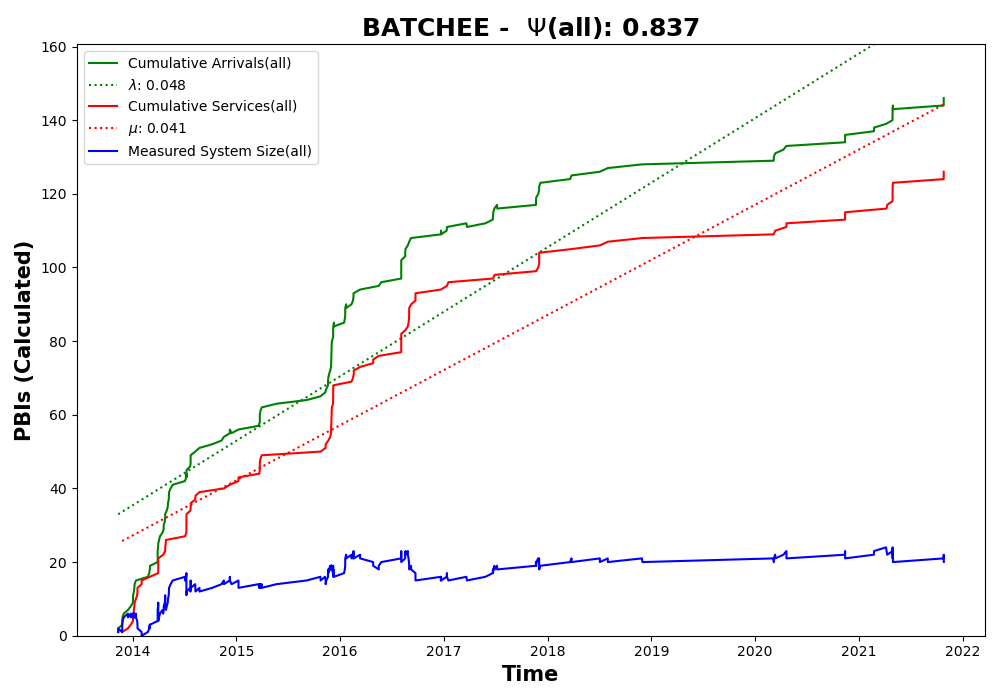 BATCHEE - Ψ(all): 0.837
Cumulative Arrivals(all)
λ: 0.048
Cumulative Services(all)
μ: 0.041
Measured System Size(all)
PBIs (Calculated)
160
140
120
100
80
60
40
20
0
2014 2015 2016 2017 2018 2019 2020 2021 2022
Time